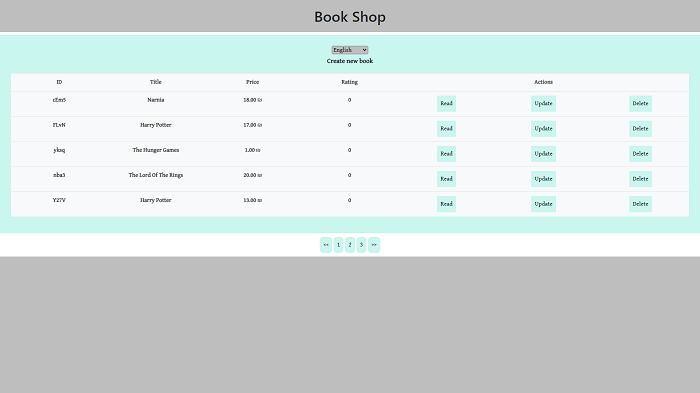 Book Shop
English
Create new book
ID Title Price Rating Actions
dEm5 Narnia 18.00 ₪ 0 Read Update Delete
FLvN Harry Potter 17.00 ₪ 0 Read Update Delete
yksq The Hunger Games 1.00 ₪ 0 Read Update Delete
nba3 The Lord Of The Rings 20.00 ₪ 0 Read Update Delete
Y27V Harry Potter 13.00 ₪ 0 Read Update Delete
<< 1 2 3 >>